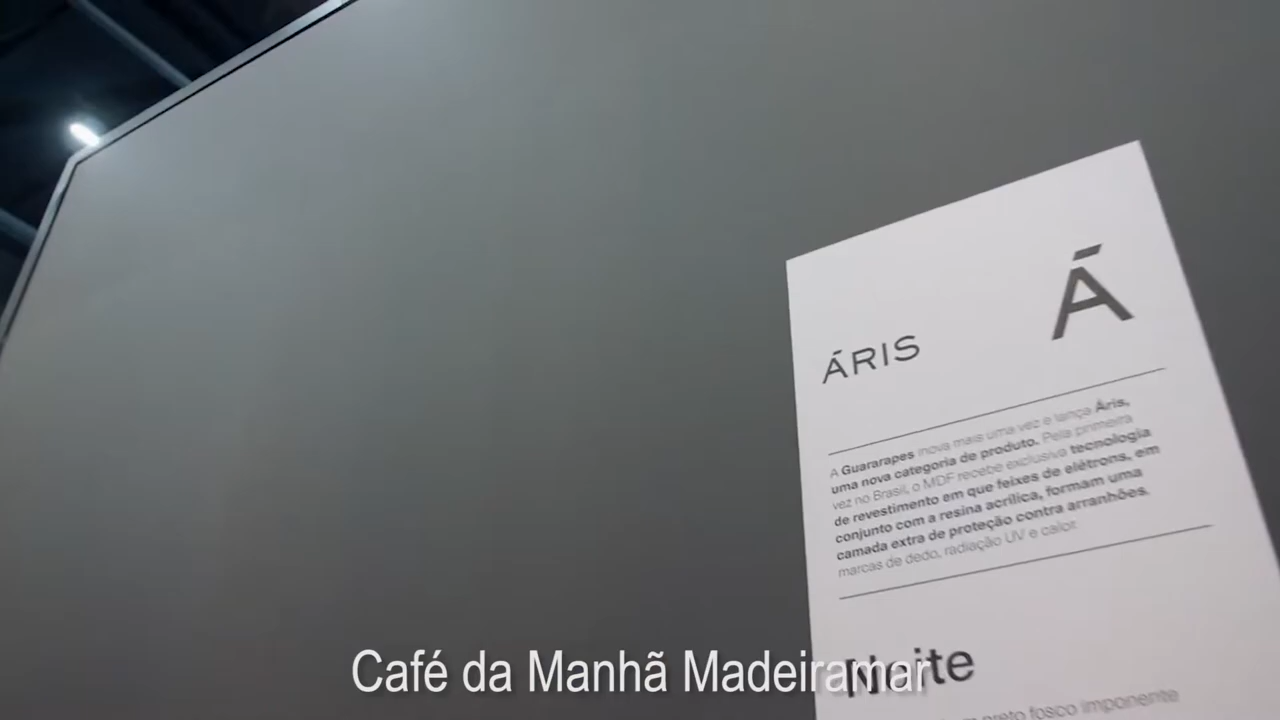 Á
ÁRIS
A Guararapes inova mais uma vez e lança Áris,
uma nova categoria de produto. Pela primeira
vez no Brasil, o MDF recebe exclusiva tecnologia
de revestimento em que feixes de elétrons, em
conjunto com a resina acrílica, formam uma
camada extra de proteção contra arranhões,
marcas de dedo, radiação UV e calor.
Noite
preto fosco imponente
Café da Manhã Madeiramar